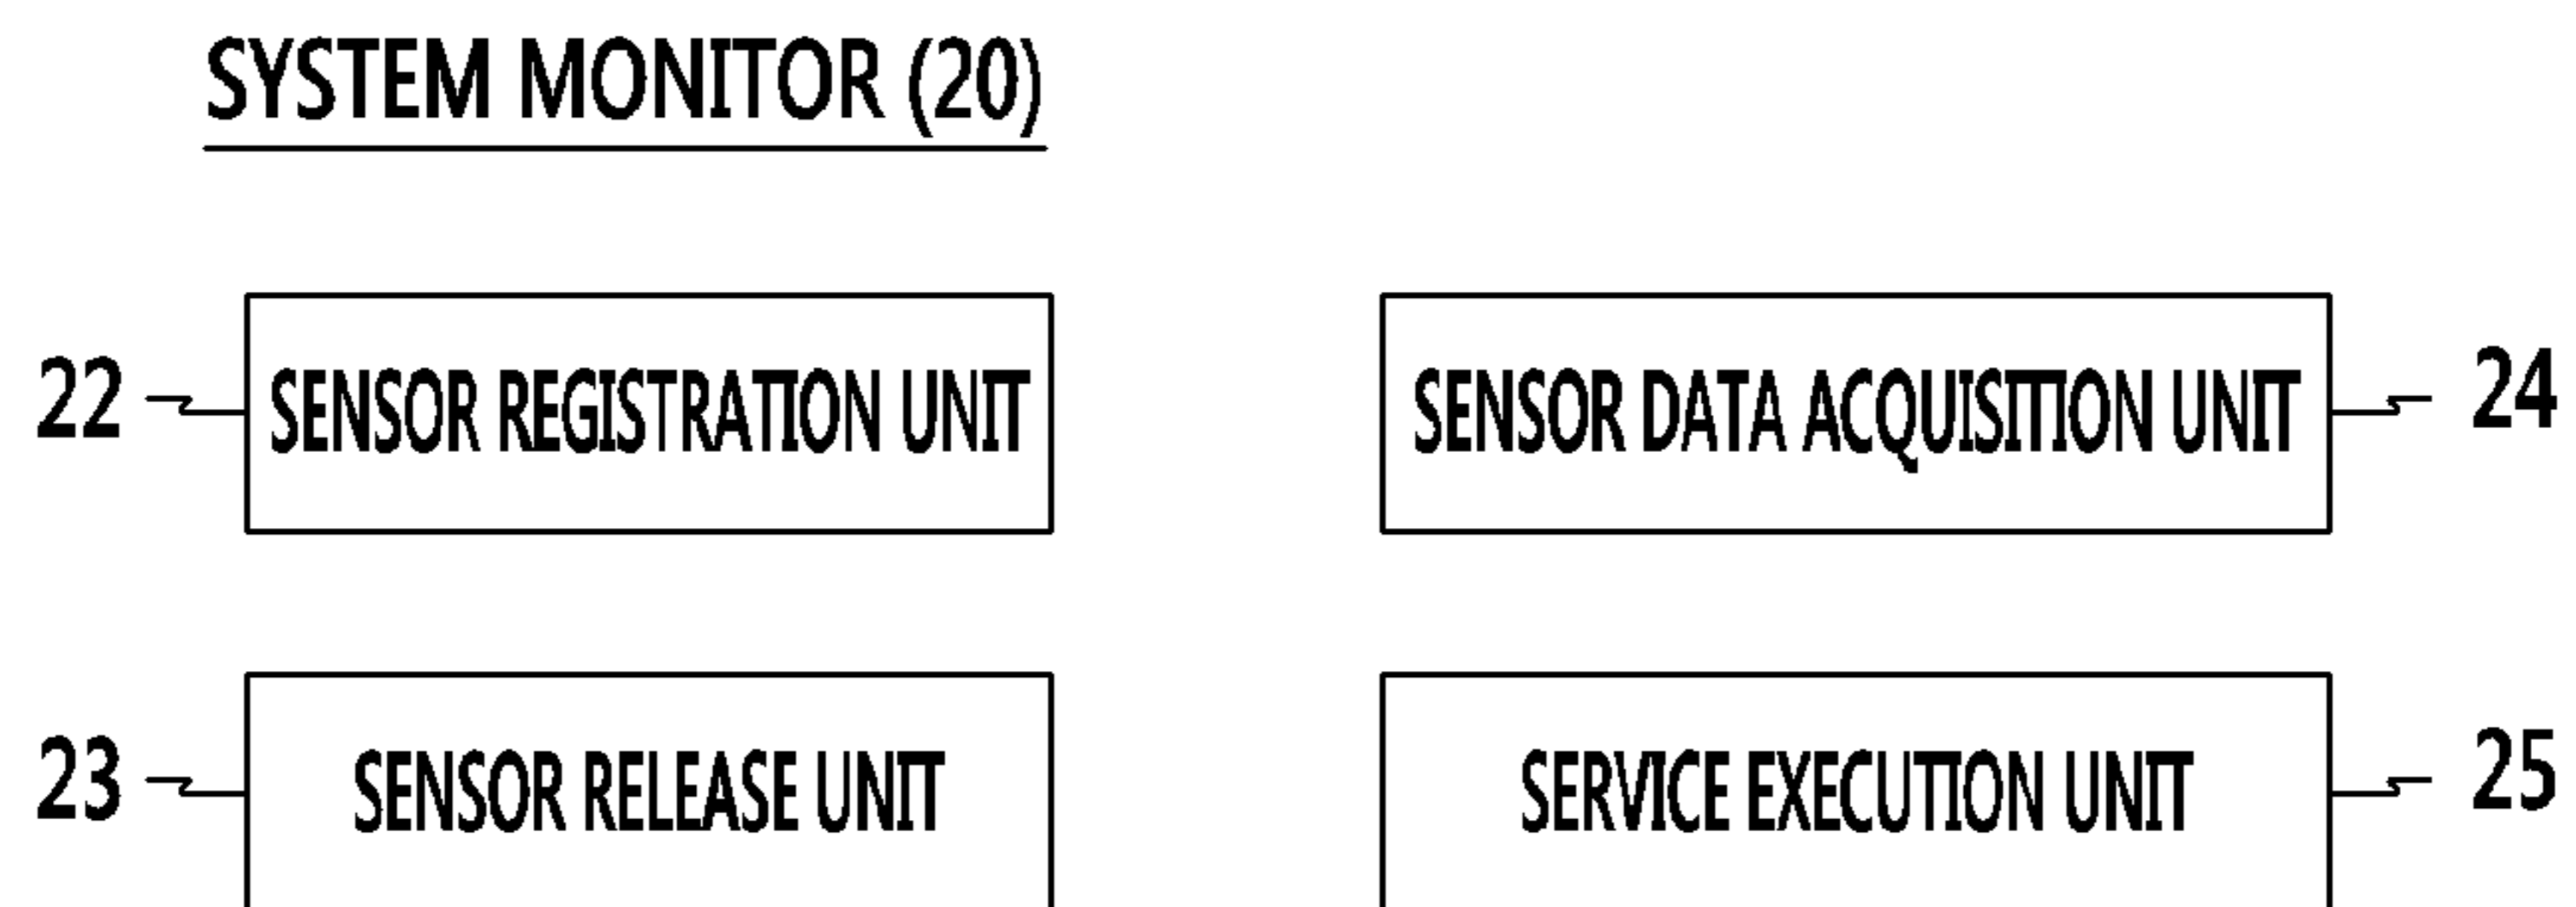 SYSTEM MONITOR (20)
22
SENSOR REGISTRATION UNIT
SENSOR DATA ACQUISITION UNIT
24
23
SENSOR RELEASE UNIT
SERVICE EXECUTION UNIT
25